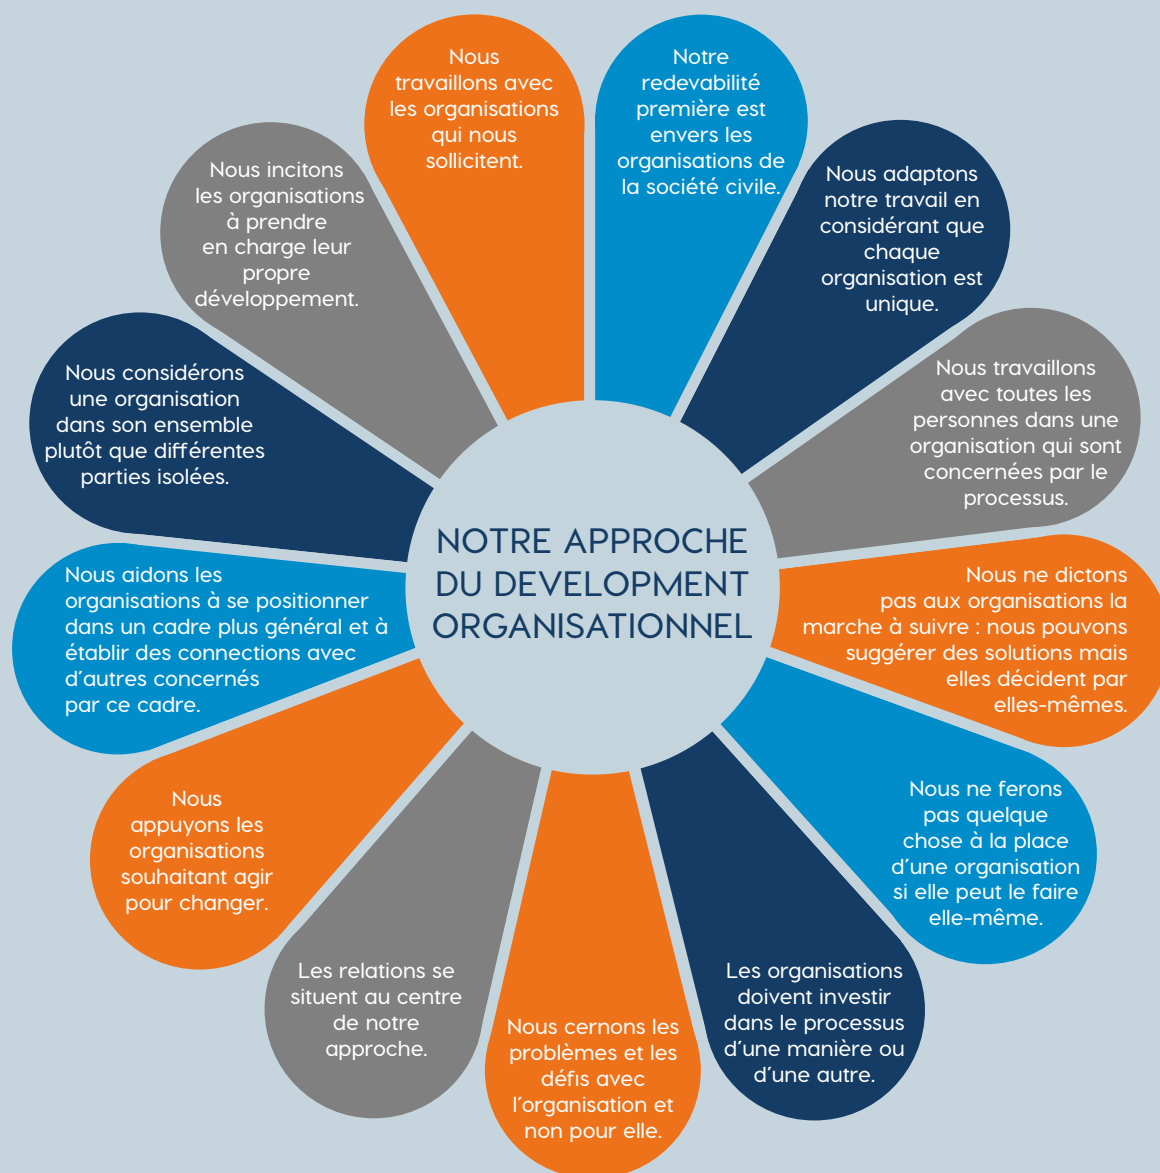 Nous
travaillons avec
les organisations
qui nous
sollicitent.
Notre
redevabilité
première est
envers les
organisations de
la société civile.
Nous adaptons
notre travail en
considérant que
chaque
organisation est
unique.
Nous travaillons
avec toutes les
personnes dans une
organisation qui sont
concernées par le
processus.
Nous ne dictons
pas aux organisations la
marche à suivre : nous pouvons
suggérer des solutions mais
elles décident par
elles-mêmes.
Nous ne ferons
pas quelque
chose à la place
d'une organisation
si elle peut le faire
elle-même.
Les organisations
doivent investir
dans le processus
d'une manière ou
d'une autre.
Nous cernons les
problèmes et les
défis avec
l'organisation et
non pour elle.
Les relations se
situent au centre
de notre
approche.
Nous
appuyons les
organisations
souhaitant agir
pour changer.
Nous aidons les
organisations à se positionner
dans un cadre plus général et à
établir des connections avec
d'autres concernés
par ce cadre.
Nous considérons
une organisation
dans son ensemble
plutôt que différentes
parties isolées.
Nous incitons
les organisations
à prendre
en charge leur
propre
développement.
NOTRE APPROCHE
DU DEVELOPMENT
ORGANISATIONNEL